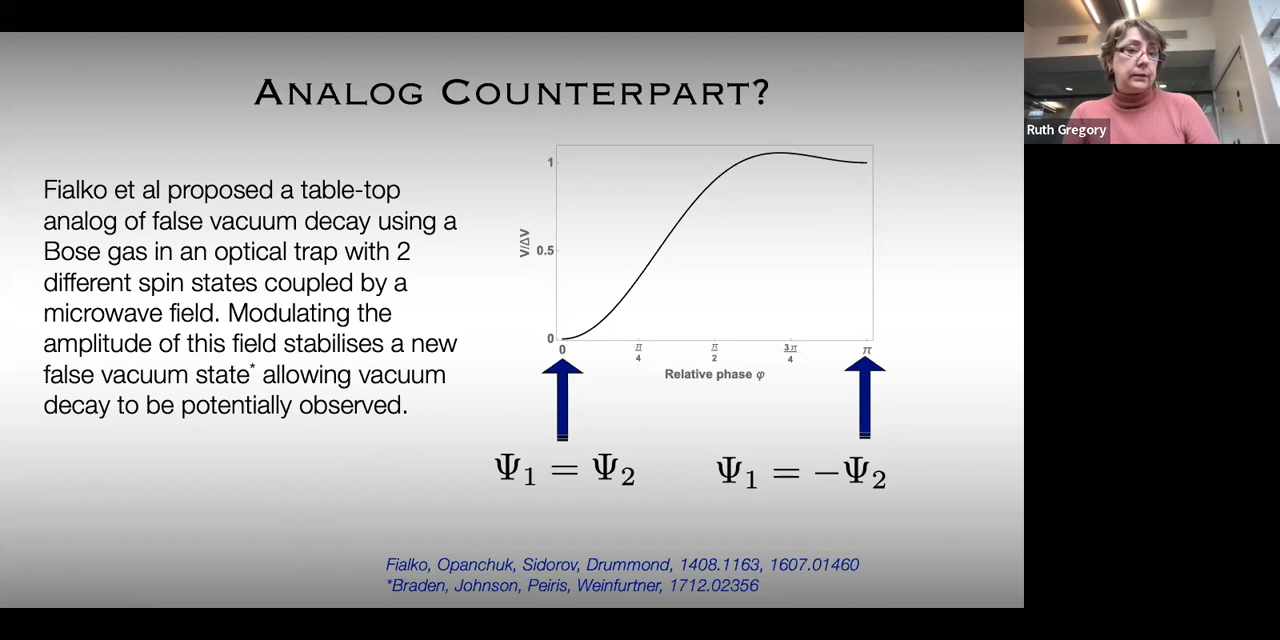 ANALOG COUNTERPART?
Ruth Gregory
Fialko et al proposed a table-top
analog of false vacuum decay using a
Bose gas in an optical trap with 2
different spin states coupled by a
microwave field. Modulating the
amplitude of this field stabilises a new
false vacuum state* allowing vacuum
decay to be potentially observed.
V/ΔV
1
0.5
0
0 π/4 π/2 3π/4 π
Relative phase φ
Ψ₁ = Ψ₂ Ψ₁ = −Ψ₂
Fialko, Opanchuk, Sidorov, Drummond, 1408.1163, 1607.01460
*Braden, Johnson, Peiris, Weinfurtner, 1712.02356